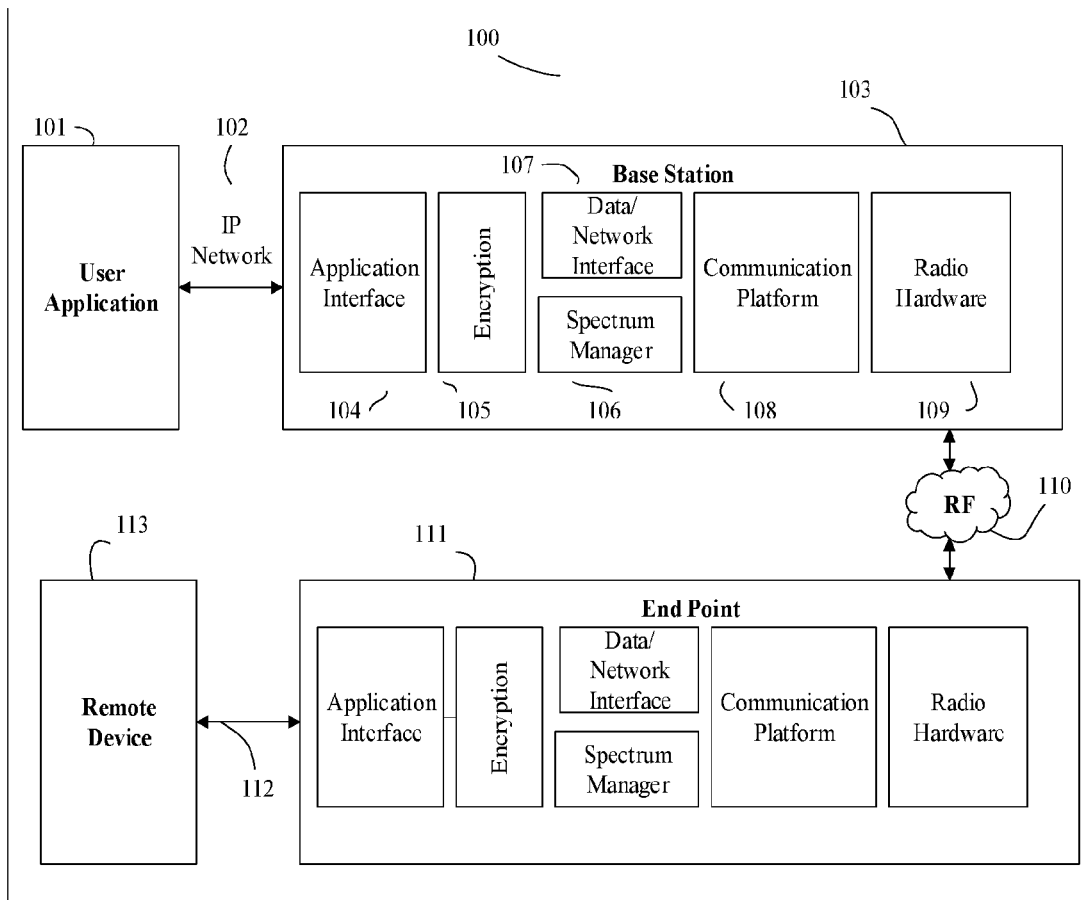 100
101
102
103
107
Base Station
User
Application
IP
Network
Application
Interface
Encryption
Data/
Network
Interface
Spectrum
Manager
Communication
Platform
Radio
Hardware
104
105
106
108
109
RF
110
113
111
End Point
Remote
Device
112
Application
Interface
Encryption
Data/
Network
Interface
Spectrum
Manager
Communication
Platform
Radio
Hardware